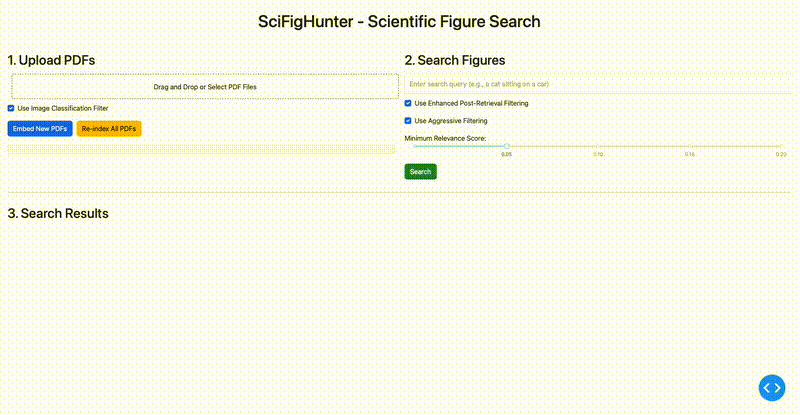 SciFigHunter - Scientific Figure Search
1. Upload PDFs
Drag and Drop or Select PDF Files
Use Image Classification Filter
Embed New PDFs
Re-index All PDFs
2. Search Figures
Enter search query (e.g., a cat sitting on a car)
Use Enhanced Post-Retrieval Filtering
Use Aggressive Filtering
Minimum Relevance Score:
0.05 0.10 0.15 0.20
Search
3. Search Results